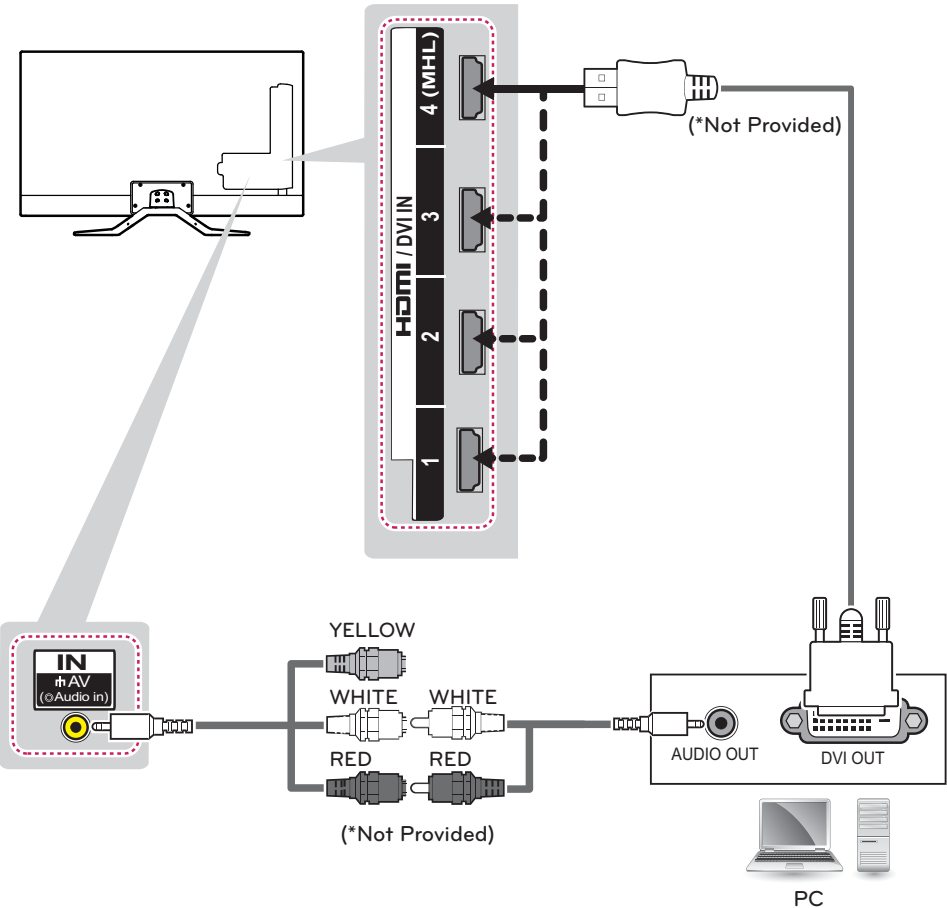 4 (MHL)
3
2
1
HDMI / DVI IN
(*Not Provided)
IN
AV
(◎Audio in)
YELLOW
WHITE
WHITE
RED
RED
(*Not Provided)
AUDIO OUT
DVI OUT
PC